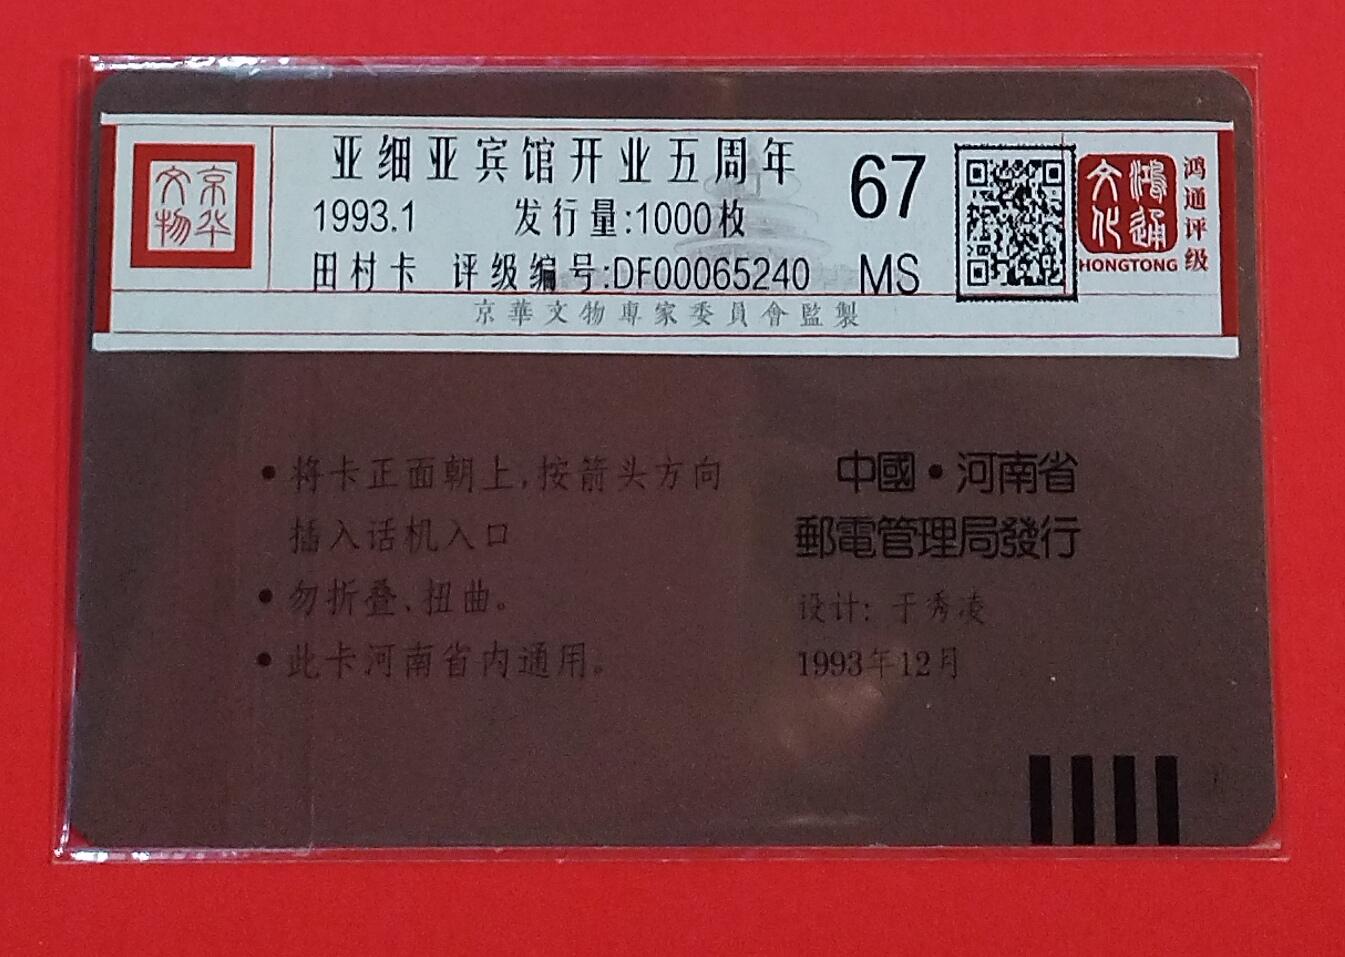 京华
文物
亚细亚宾馆开业五周年
1993.1 发行量:1000枚
田村卡 评级编号:DF00065240
67
MS
鸿通
文化
HONGTONG
鸿通评级
京華文物專家委員會監製
•将卡正面朝上,按箭头方向
插入话机入口
•勿折叠、扭曲。
•此卡河南省内通用。
中國•河南省
郵電管理局發行
设计: 于秀凌
1993年12月